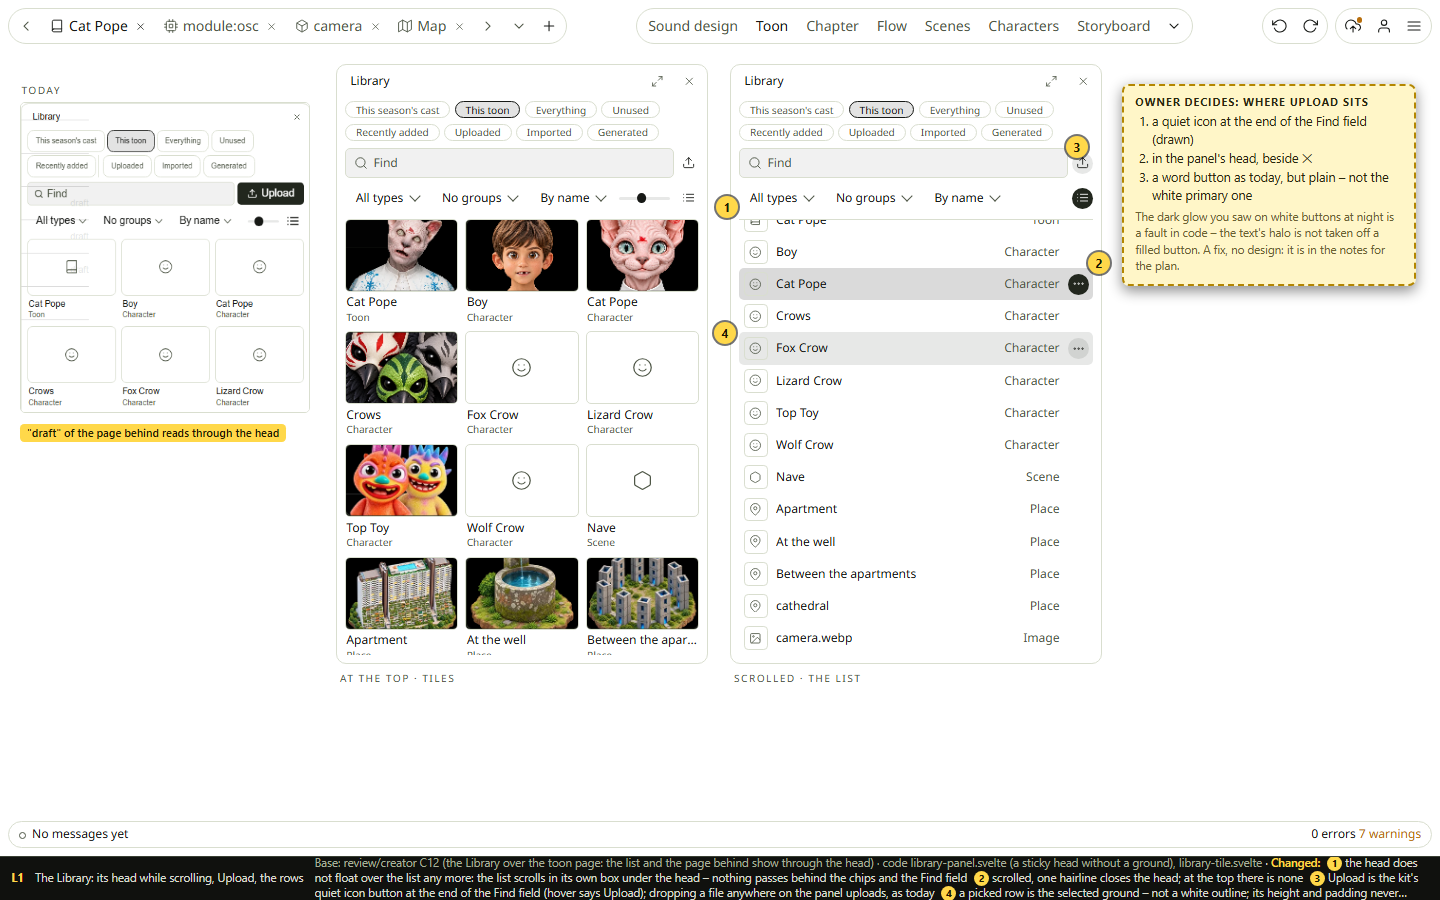 Cat Pope
module:osc
camera
Map
Sound design
Toon
Chapter
Flow
Scenes
Characters
Storyboard
TODAY
Library
This season's cast
This toon
Everything
Unused
Recently added
Uploaded
Imported
Generated
Find
Upload
draft
All types
No groups
By name
draft
Cat Pope
Toon
Boy
Character
Cat Pope
Character
Crows
Character
Fox Crow
Character
Lizard Crow
Character
"draft" of the page behind reads through the head
Library
This season's cast
This toon
Everything
Unused
Recently added
Uploaded
Imported
Generated
Find
All types
No groups
By name
Cat Pope
Toon
Boy
Character
Cat Pope
Character
Crows
Character
Fox Crow
Character
Lizard Crow
Character
Top Toy
Character
Wolf Crow
Character
Nave
Scene
Apartment
Place
At the well
Place
Between the apar...
Place
AT THE TOP · TILES
Library
This season's cast
This toon
Everything
Unused
Recently added
Uploaded
Imported
Generated
3
Find
1
All types
No groups
By name
Cat Pope Toon
Boy Character
2
Cat Pope Character
Crows Character
4
Fox Crow Character
Lizard Crow Character
Top Toy Character
Wolf Crow Character
Nave Scene
Apartment Place
At the well Place
Between the apartments Place
cathedral Place
camera.webp Image
SCROLLED · THE LIST
OWNER DECIDES: WHERE UPLOAD SITS
1. a quiet icon at the end of the Find field
(drawn)
2. in the panel's head, beside ×
3. a word button as today, but plain – not the
white primary one
The dark glow you saw on white buttons at night is
a fault in code – the text's halo is not taken off a
filled button. A fix, no design: it is in the notes for
the plan.
No messages yet
0 errors 7 warnings
L1 The Library: its head while scrolling, Upload, the rows
Base: review/creator C12 (the Library over the toon page: the list and the page behind show through the head) · code library-panel.svelte (a sticky head without a ground), library-tile.svelte · Changed: 1 the head does
not float over the list any more: the list scrolls in its own box under the head – nothing passes behind the chips and the Find field 2 scrolled, one hairline closes the head; at the top there is none 3 Upload is the kit's
quiet icon button at the end of the Find field (hover says Upload); dropping a file anywhere on the panel uploads, as today 4 a picked row is the selected ground – not a white outline; its height and padding never...